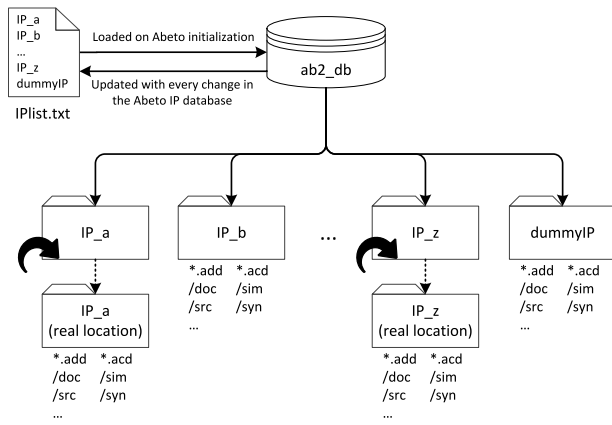 IP_a
IP_b
...
IP_z
dummyIP
IPlist.txt
Loaded on Abeto initialization
Updated with every change in
the Abeto IP database
ab2_db
IP_a
IP_b
...
IP_z
dummyIP
*.add *.acd
/doc /sim
/src /syn
...
*.add *.acd
/doc /sim
/src /syn
...
IP_a
(real location)
IP_z
(real location)
*.add *.acd
/doc /sim
/src /syn
...
*.add *.acd
/doc /sim
/src /syn
...